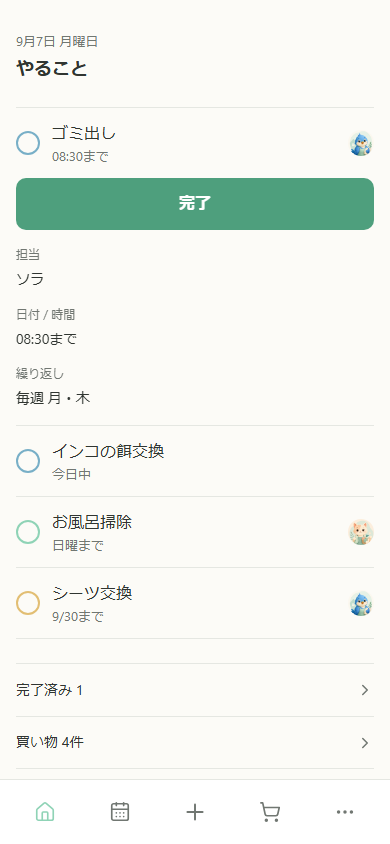 9月7日 月曜日
やること
ゴミ出し
08:30まで
完了
担当
ソラ
日付 / 時間
08:30まで
繰り返し
毎週 月・木
インコの餌交換
今日中
お風呂掃除
日曜まで
シーツ交換
9/30まで
完了済み 1
買い物 4件